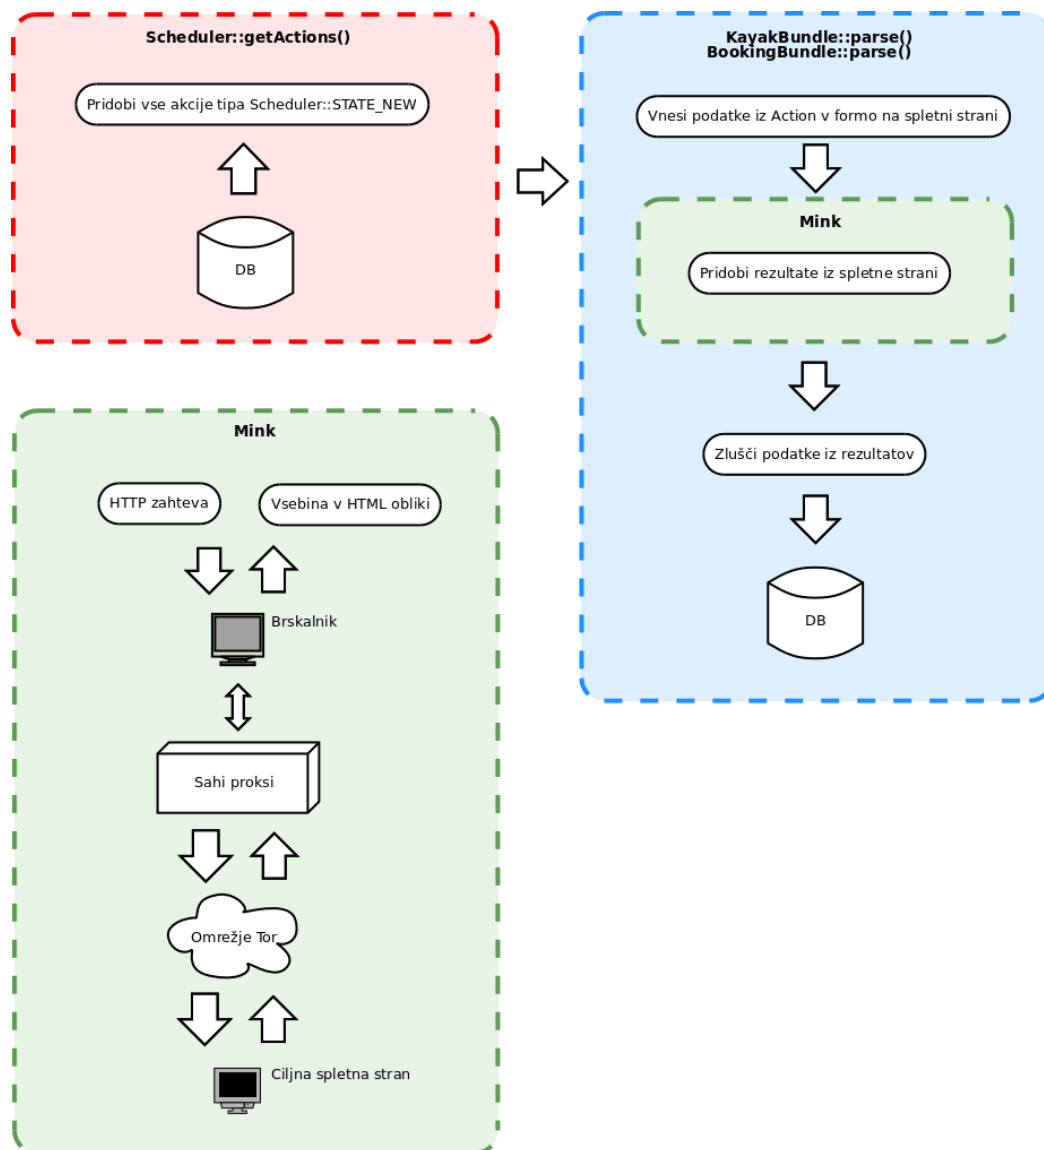 Scheduler::getActions()
Pridobi vse akcije tipa Scheduler::STATE_NEW
DB
KayakBundle::parse()
BookingBundle::parse()
Vnesi podatke iz Action v formo na spletni strani
Mink
Pridobi rezultate iz spletne strani
Zlušči podatke iz rezultatov
DB
Mink
HTTP zahteva
Vsebina v HTML obliki
Brskalnik
Sahi proksi
Omrežje Tor
Ciljna spletna stran